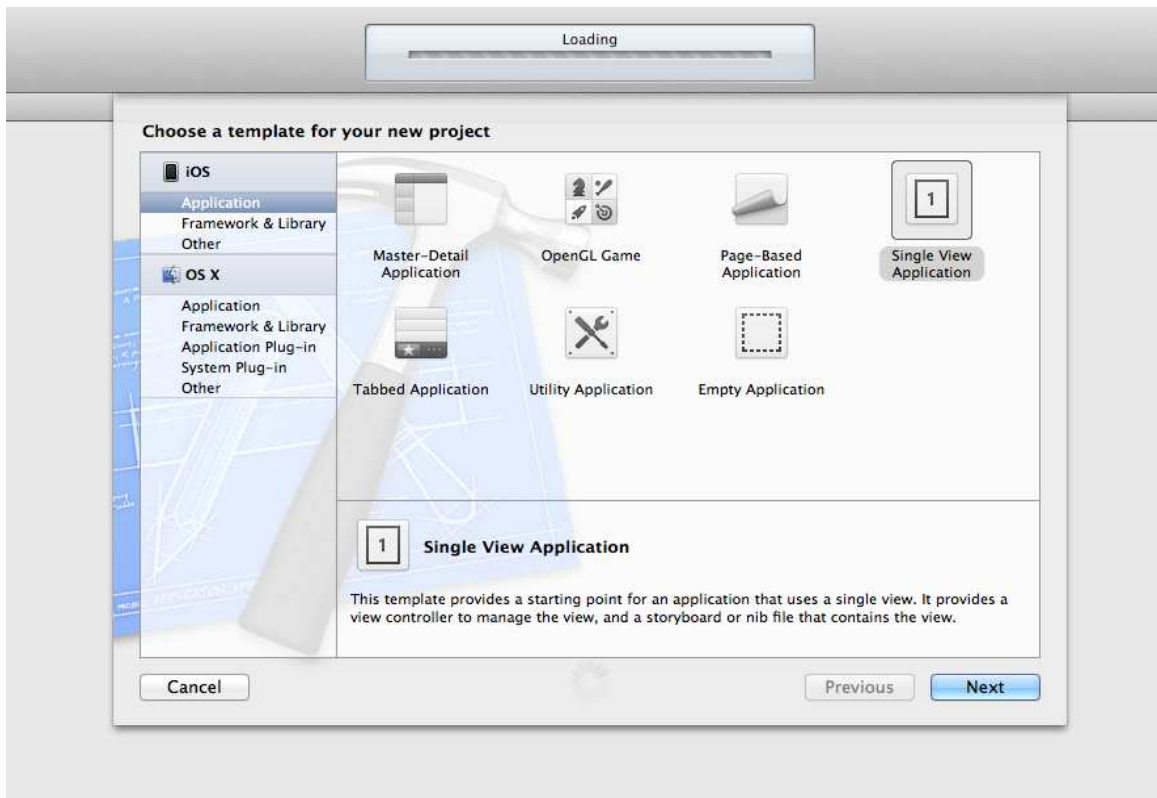 Loading
Choose a template for your new project
iOS
Application
Framework & Library
Other
OS X
Application
Framework & Library
Application Plug-in
System Plug-in
Other
Master-Detail
Application
OpenGL Game
Page-Based
Application
1
Single View
Application
Tabbed Application
Utility Application
Empty Application
1
Single View Application
This template provides a starting point for an application that uses a single view. It provides a
view controller to manage the view, and a storyboard or nib file that contains the view.
Cancel
Previous
Next